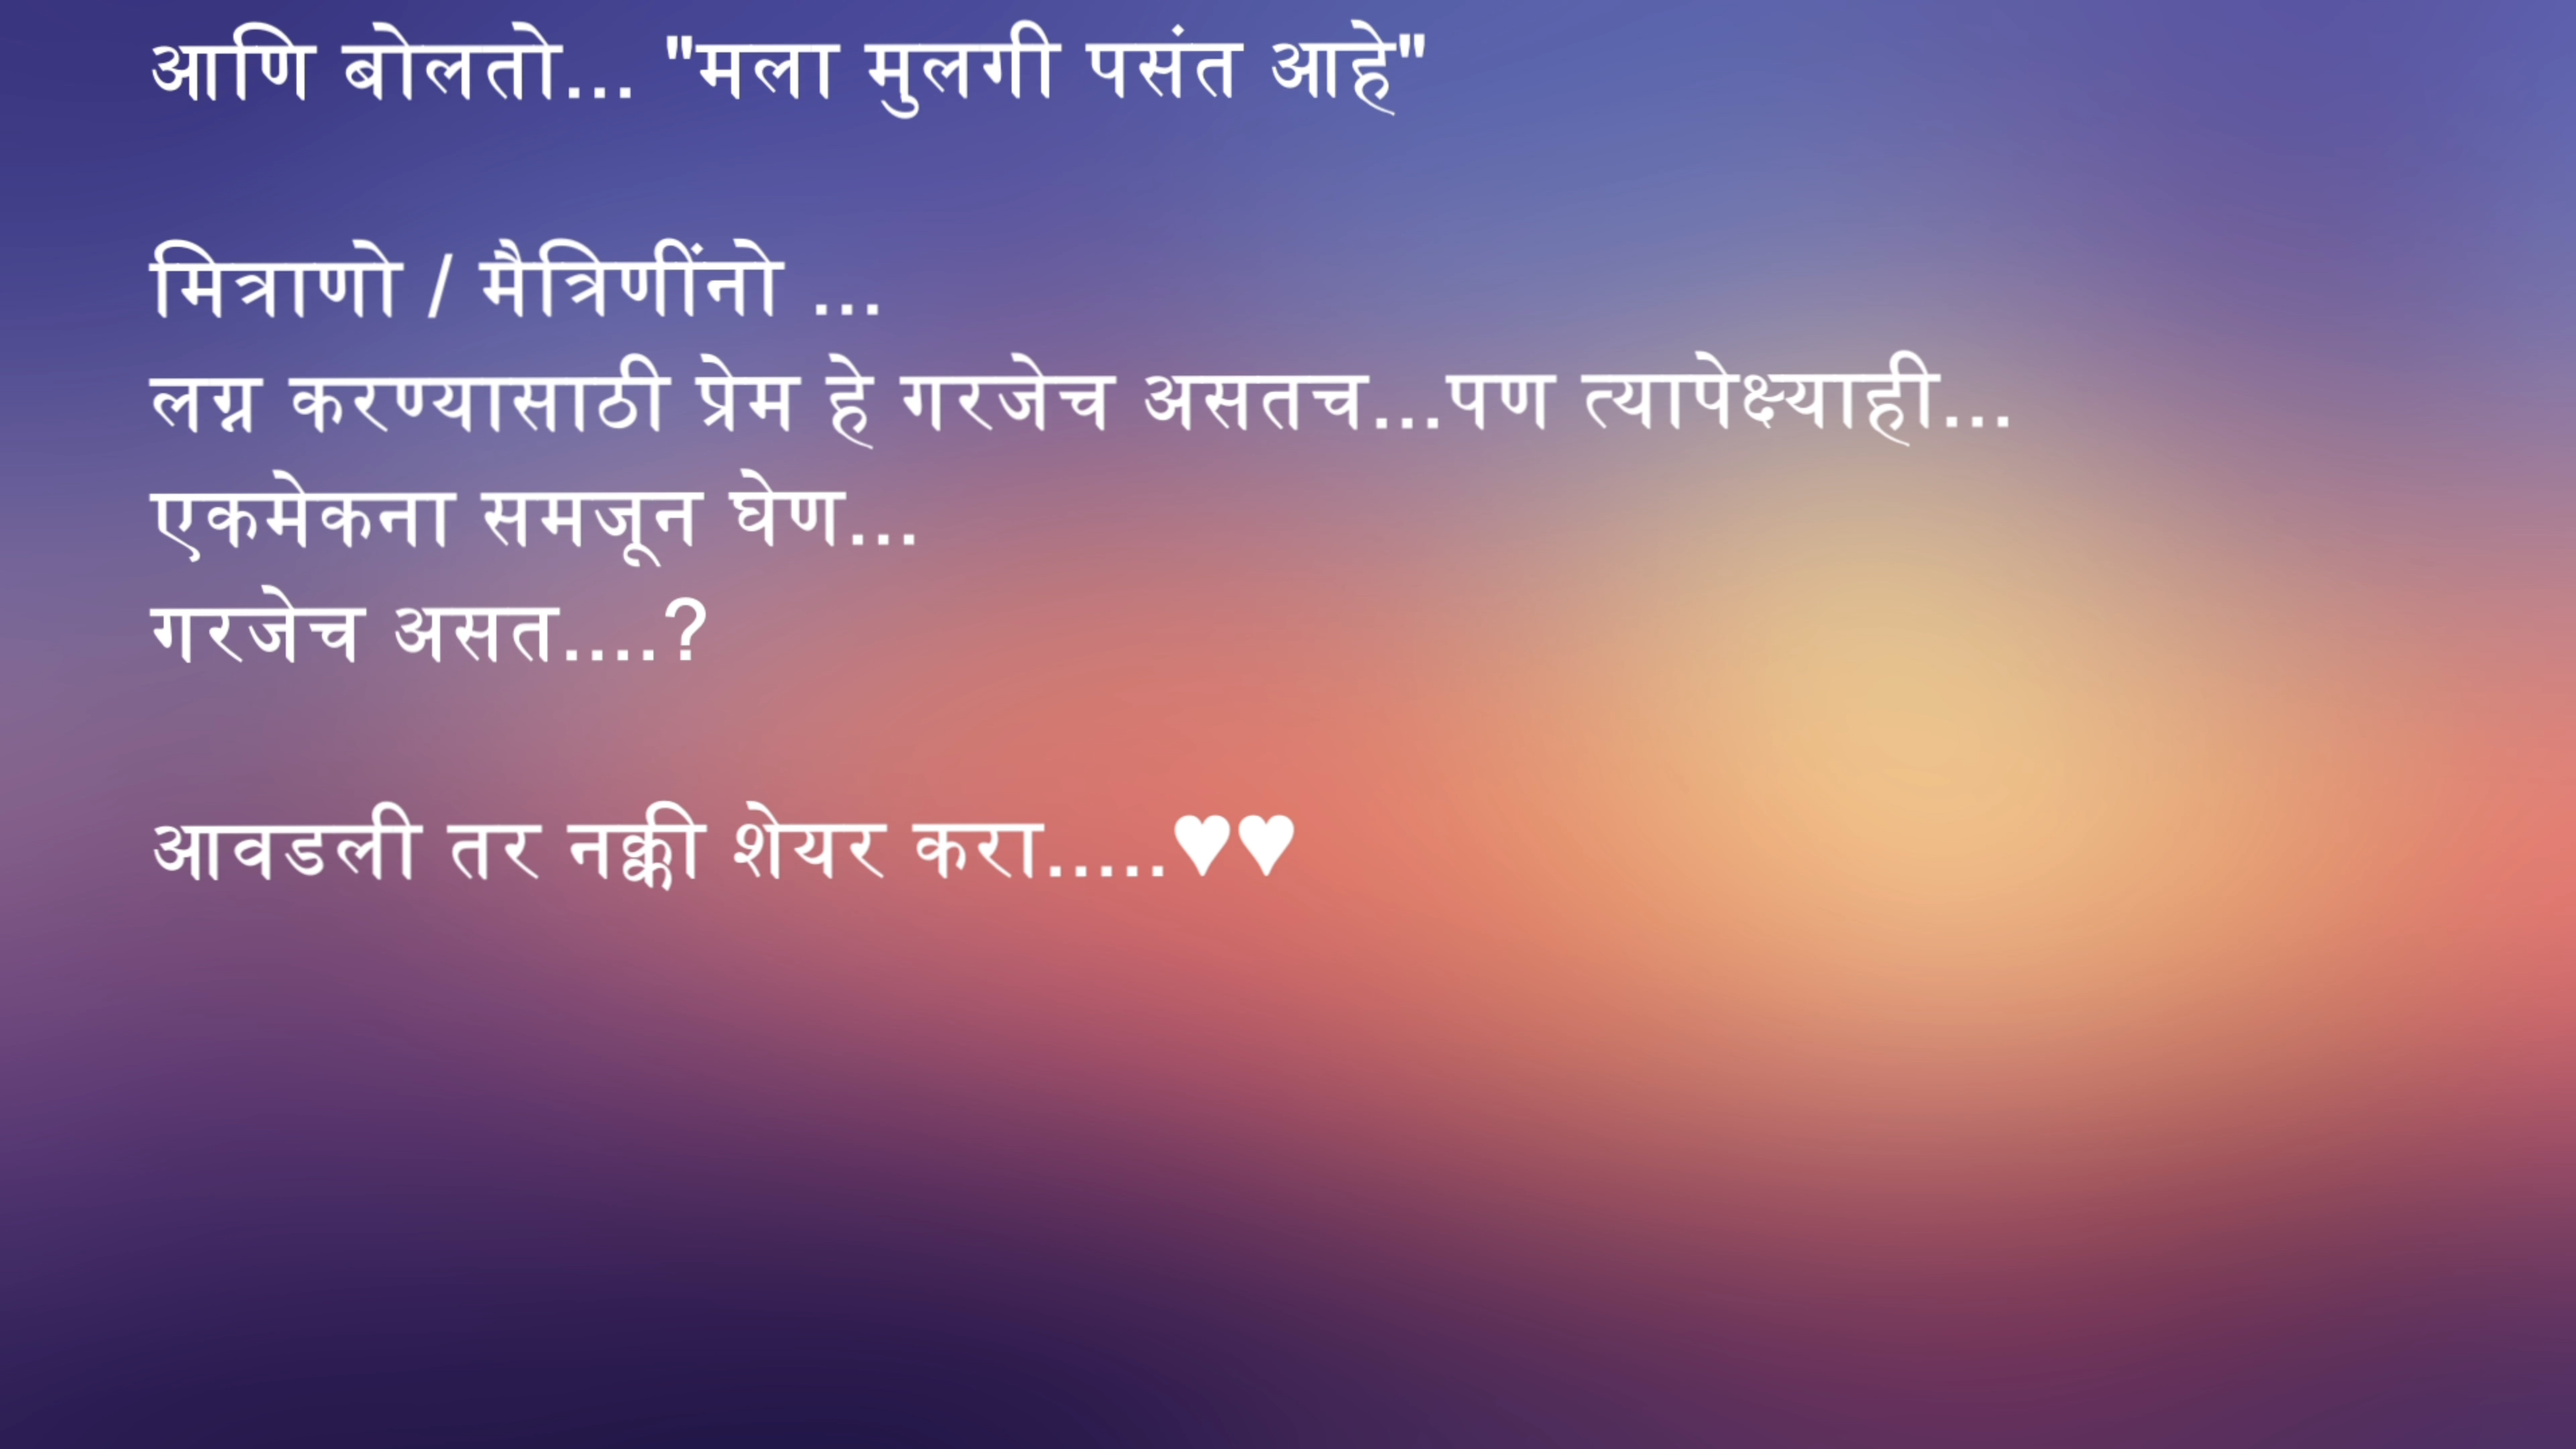 आणि बोलतो... "मला मुलगी पसंत आहे"
मित्राणो / मैत्रिणींनो ...
लग्न करण्यासाठी प्रेम हे गरजेच असतच...पण त्यापेक्ष्याही...
एकमेकना समजून घेण...
गरजेच असत....?
आवडली तर नक्की शेयर करा.....♥♥